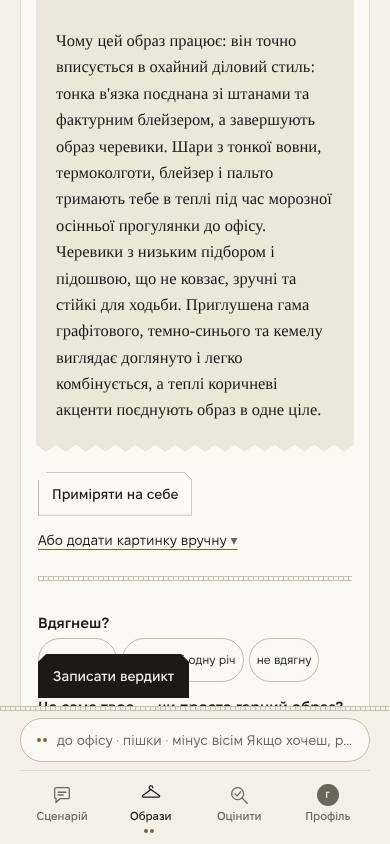 Чому цей образ працює: він точно
вписується в охайний діловий стиль:
тонка в'язка поєднана зі штанами та
фактурним блейзером, а завершують
образ черевики. Шари з тонкої вовни,
термоколготи, блейзер і пальто
тримають тебе в теплі під час морозної
осінньої прогулянки до офісу.
Черевики з низьким підбором і
підошвою, що не ковзає, зручні та
стійкі для ходьби. Приглушена гама
графітового, темно-синього та кемелу
виглядає доглянуто і легко
комбінується, а теплі коричневі
акценти поєднують образ в одне ціле.
Приміряти на себе
Або додати картинку вручну ▾
Вдягнеш?
одну річ
не вдягну
Записати вердикт
до офісу · пішки · мінус вісім Якщо хочеш, р...
Сценарій
Образи
Оцінити
Г
Профіль